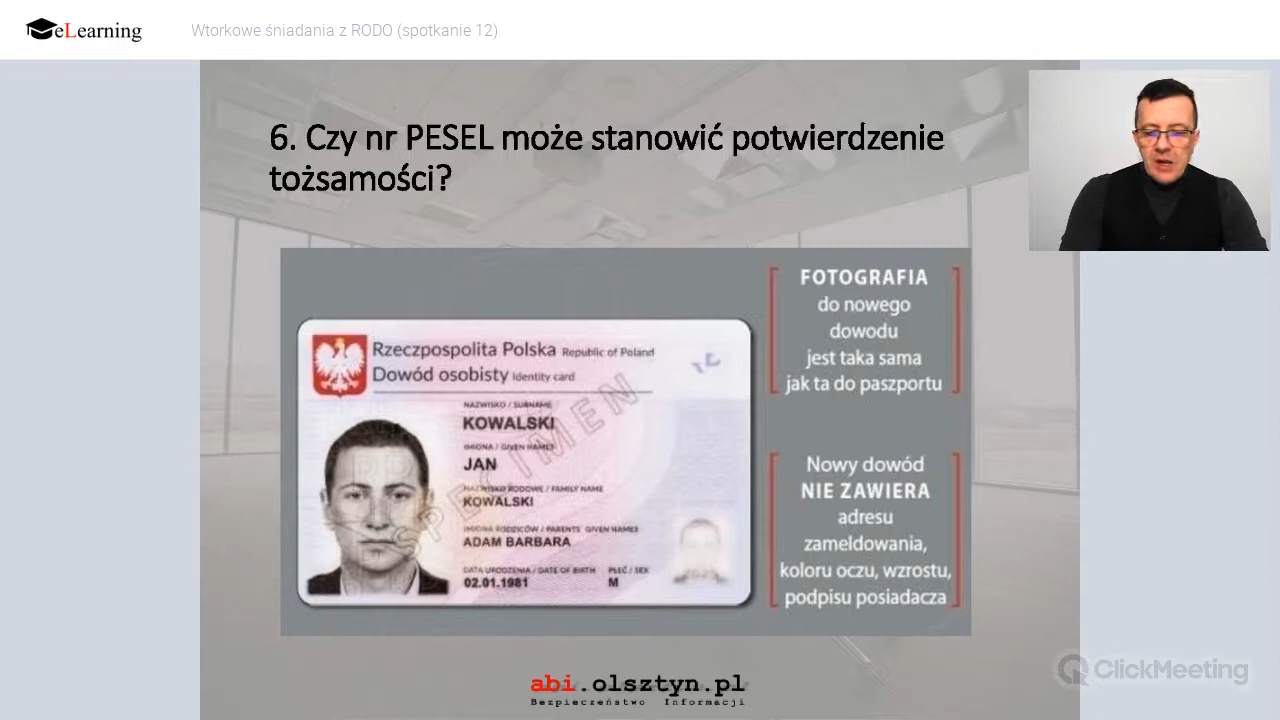 eLearning
Wtorkowe śniadania z RODO (spotkanie 12)
6. Czy nr PESEL może stanowić potwierdzenie
tożsamości?
Rzeczpospolita Polska Republic of Poland
Dowód osobisty Identity card
NAZWISKO / SURNAME
KOWALSKI
IMIONA / GIVEN NAMES
JAN
NAZWISKO RODOWE / FAMILY NAME
KOWALSKI
IMIONA RODZICÓW / PARENTS' GIVEN NAMES
ADAM BARBARA
DATA URODZENIA / DATE OF BIRTH PŁEĆ / SEX
02.01.1981 M
SPECIMEN
FOTOGRAFIA
do nowego
dowodu
jest taka sama
jak ta do paszportu
Nowy dowód
NIE ZAWIERA
adresu
zameldowania,
koloru oczu, wzrostu,
podpisu posiadacza
abi.olsztyn.pl
Bezpieczeństwo Informacji
ClickMeeting